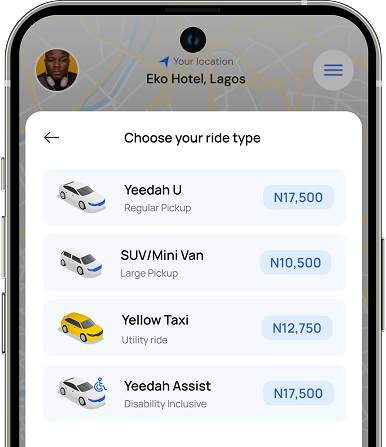 Your location
Eko Hotel, Lagos
Choose your ride type
Yeedah U
Regular Pickup
N17,500
SUV/Mini Van
Large Pickup
N10,500
Yellow Taxi
Utility ride
N12,750
Yeedah Assist
Disability Inclusive
N17,500